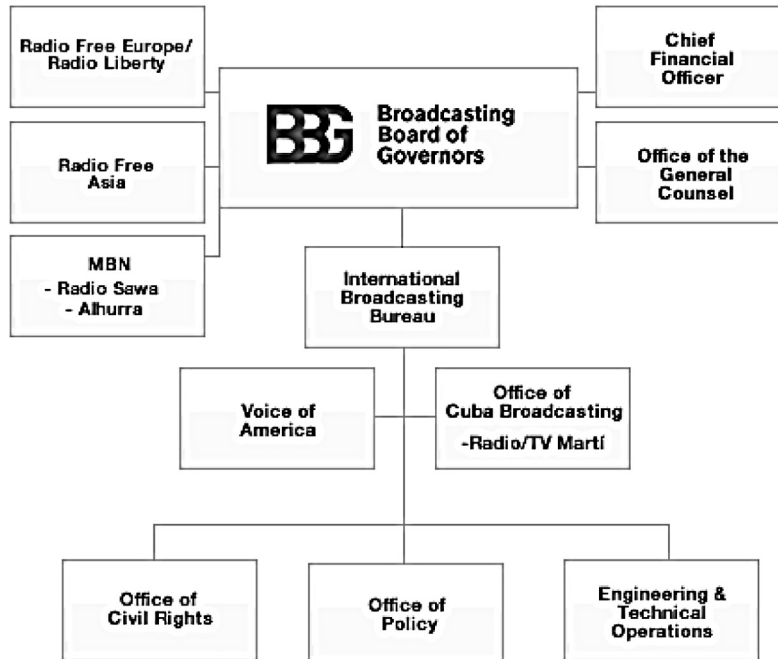 Radio Free Europe/
Radio Liberty
BBG
Broadcasting
Board of
Governors
Chief
Financial
Officer
Radio Free
Asia
Office of the
General
Counsel
MBN
- Radio Sawa
- Alhurra
International
Broadcasting
Bureau
Voice of
America
Office of
Cuba Broadcasting
-Radio/TV Martí
Office of
Civil Rights
Office of
Policy
Engineering &
Technical
Operations